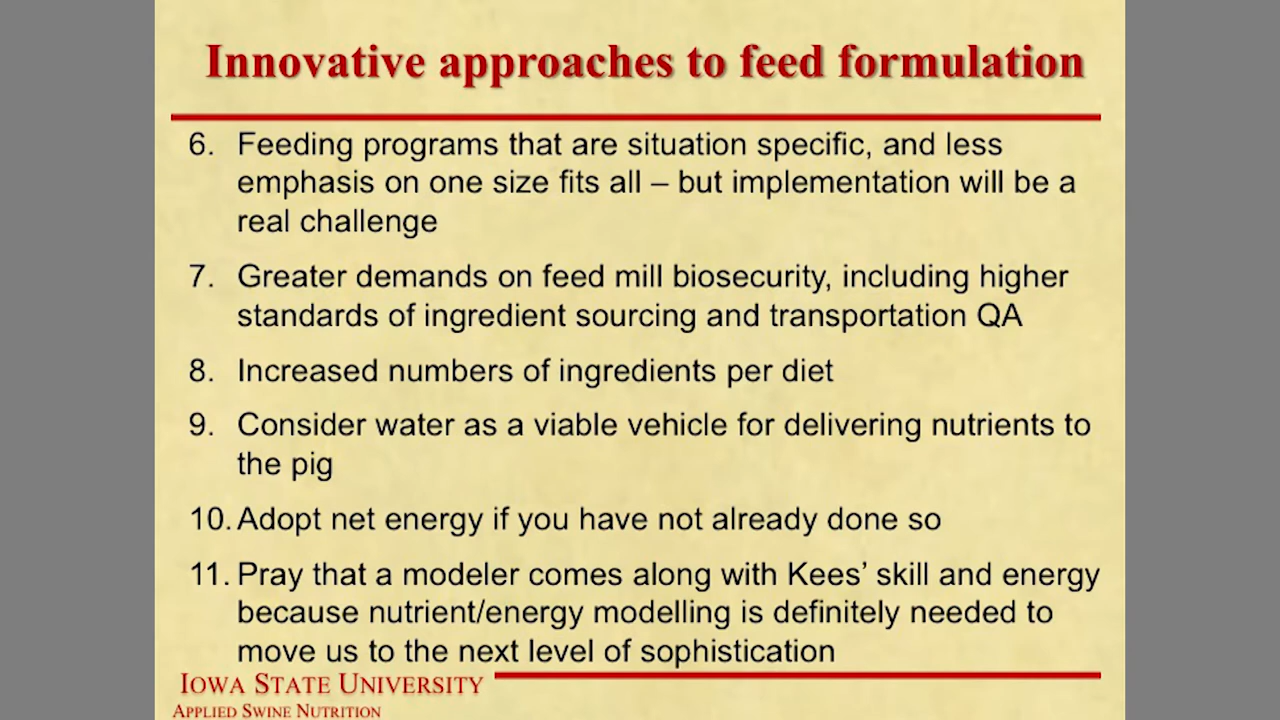 Innovative approaches to feed formulation
6. Feeding programs that are situation specific, and less
emphasis on one size fits all – but implementation will be a
real challenge
7. Greater demands on feed mill biosecurity, including higher
standards of ingredient sourcing and transportation QA
8. Increased numbers of ingredients per diet
9. Consider water as a viable vehicle for delivering nutrients to
the pig
10. Adopt net energy if you have not already done so
11. Pray that a modeler comes along with Kees’ skill and energy
because nutrient/energy modelling is definitely needed to
move us to the next level of sophistication
IOWA STATE UNIVERSITY
APPLIED SWINE NUTRITION